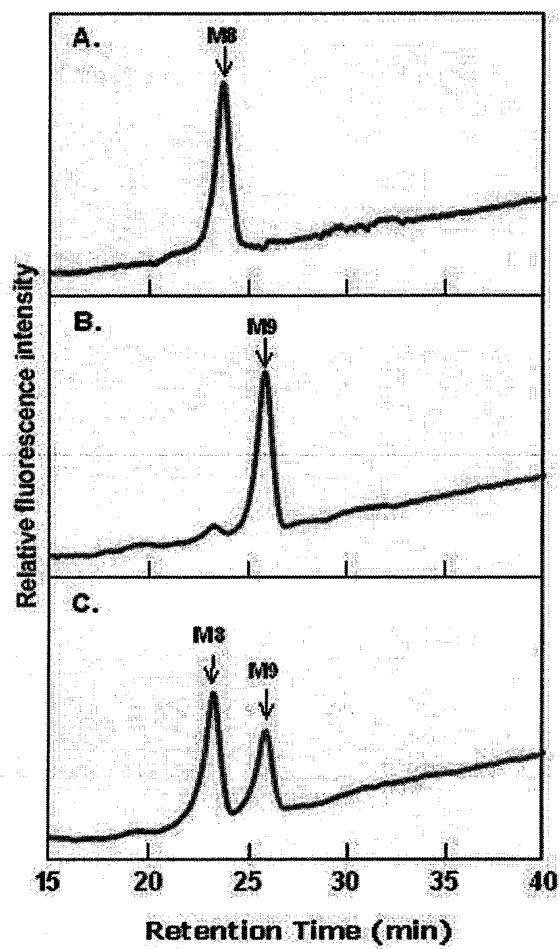 A.
M8
B.
M9
C.
M8
M9
Relative fluorescence intensity
15 20 25 30 35 40
Retention Time (min)